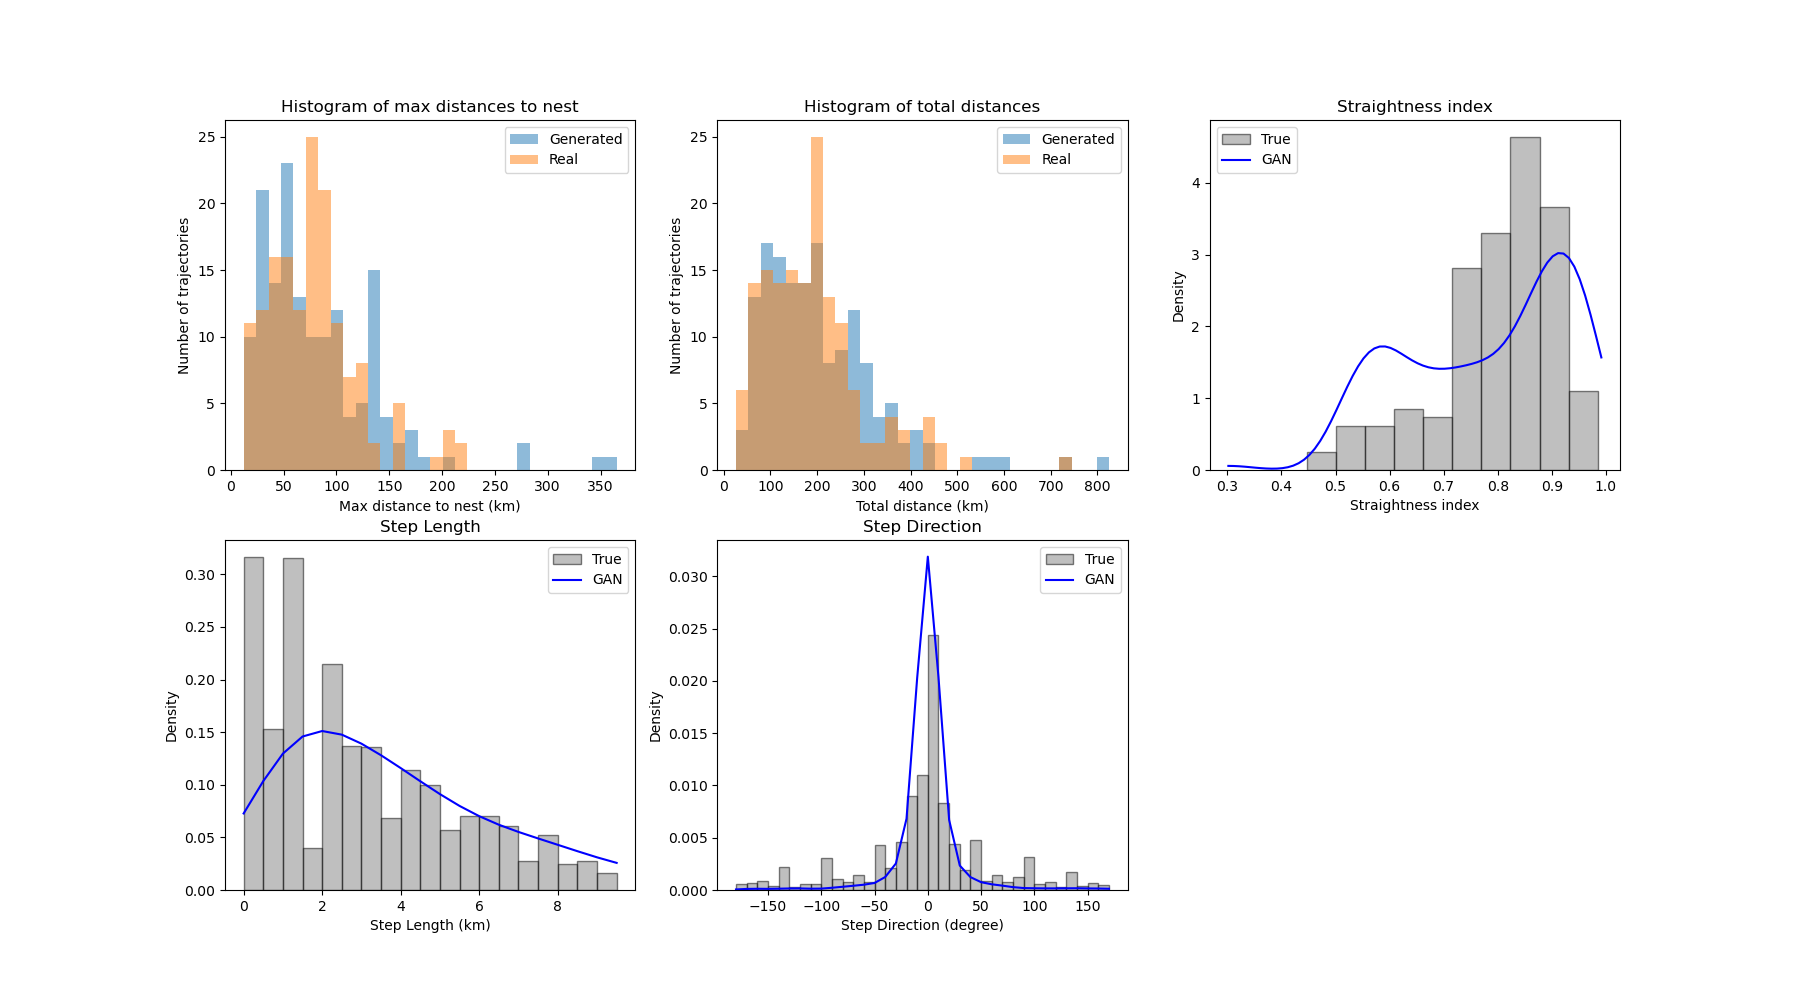 Histogram of max distances to nest
Generated
Real
Number of trajectories
25
20
15
10
5
0
0 50 100 150 200 250 300 350
Max distance to nest (km)
Histogram of total distances
Generated
Real
Number of trajectories
25
20
15
10
5
0
0 100 200 300 400 500 600 700 800
Total distance (km)
Straightness index
True
GAN
Density
4
3
2
1
0
0.3 0.4 0.5 0.6 0.7 0.8 0.9 1.0
Straightness index
Step Length
True
GAN
Density
0.30
0.25
0.20
0.15
0.10
0.05
0.00
0 2 4 6 8
Step Length (km)
Step Direction
True
GAN
Density
0.030
0.025
0.020
0.015
0.010
0.005
0.000
−150 −100 −50 0 50 100 150
Step Direction (degree)